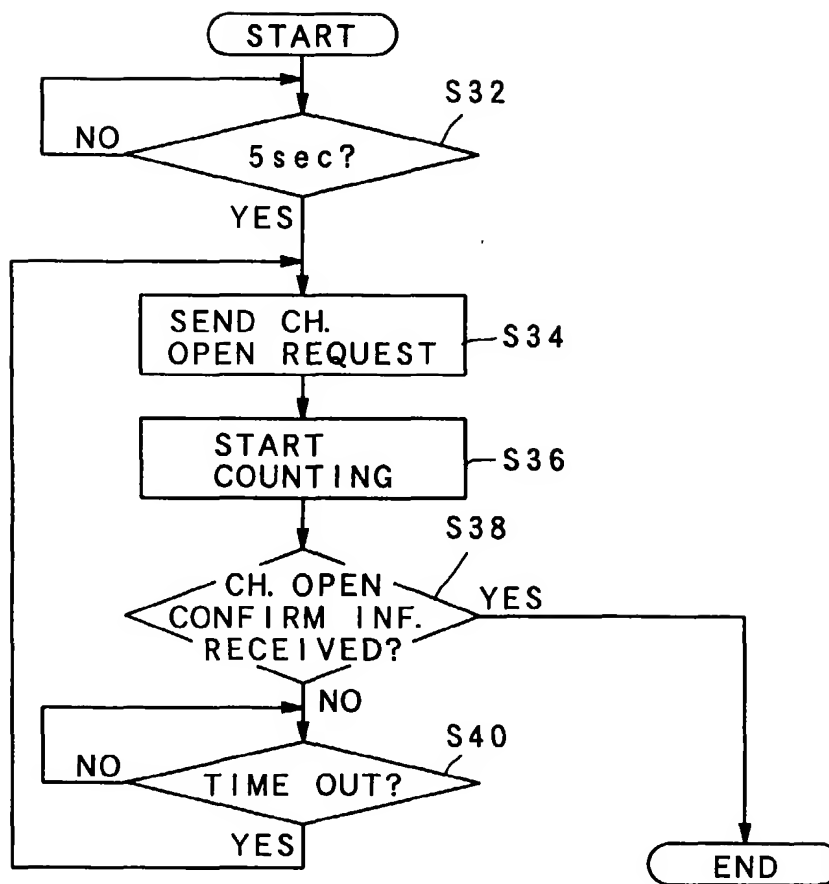 START
S32
NO
5sec?
YES
SEND CH.
OPEN REQUEST
S34
START
COUNTING
S36
S38
CH. OPEN
CONFIRM INF.
RECEIVED?
YES
NO
S40
NO
TIME OUT?
YES
END